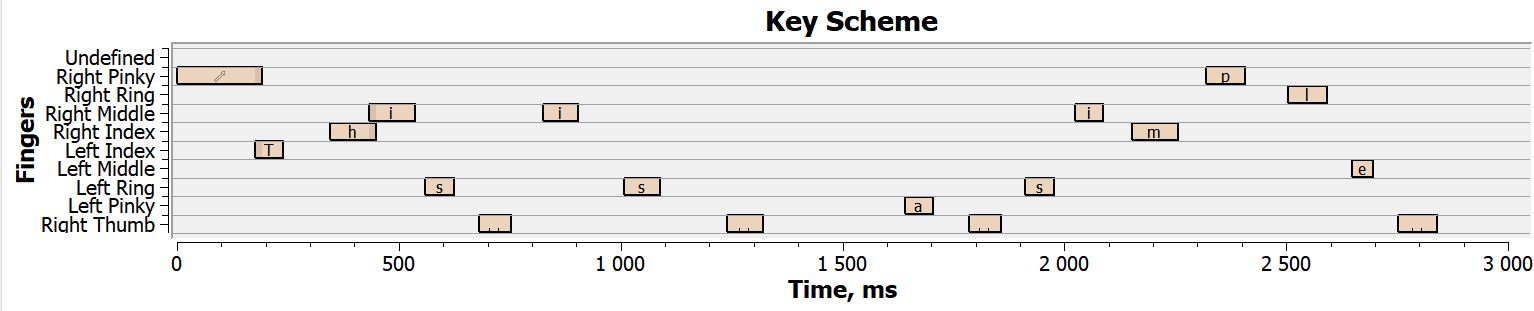 Key Scheme
Fingers
Undefined
Right Pinky
Right Ring
Right Middle
Right Index
Left Index
Left Middle
Left Ring
Left Pinky
Right Thumb
T
h
i
s
i
s
a
s
i
m
p
l
e
0
500
1 000
1 500
2 000
2 500
3 000
Time, ms